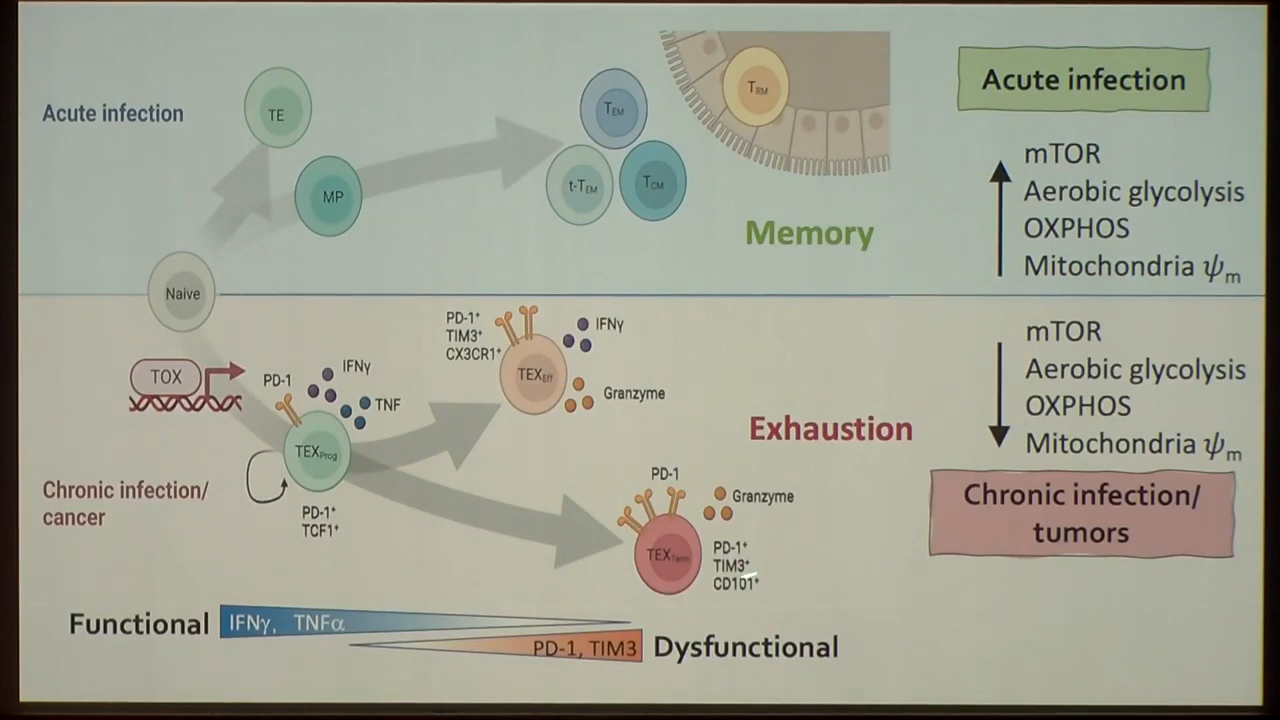 Acute infection
TE
MP
T_EM
t-T_EM
T_CM
T_RM
Memory
Naive
Acute infection
mTOR
Aerobic glycolysis
OXPHOS
Mitochondria ψ_m
TOX
PD-1
IFNγ
TNF
TEX_Prog
PD-1⁺
TCF1⁺
PD-1⁺
TIM3⁺
CX3CR1⁺
TEX_Eff
IFNγ
Granzyme
Exhaustion
Chronic infection/
cancer
PD-1
Granzyme
TEX_Term
PD-1⁺
TIM3⁺
CD101⁺
mTOR
Aerobic glycolysis
OXPHOS
Mitochondria ψ_m
Chronic infection/
tumors
Functional
IFNγ, TNFα
PD-1, TIM3
Dysfunctional